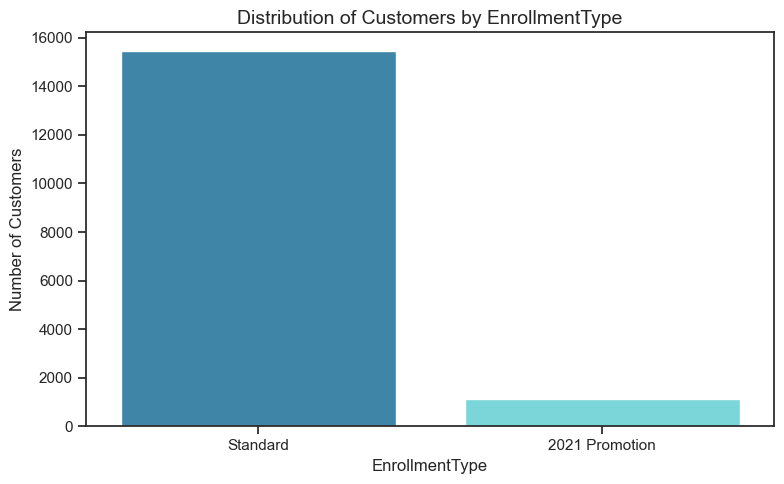 Distribution of Customers by EnrollmentType
16000
14000
12000
10000
8000
6000
4000
2000
0
Number of Customers
Standard
2021 Promotion
EnrollmentType